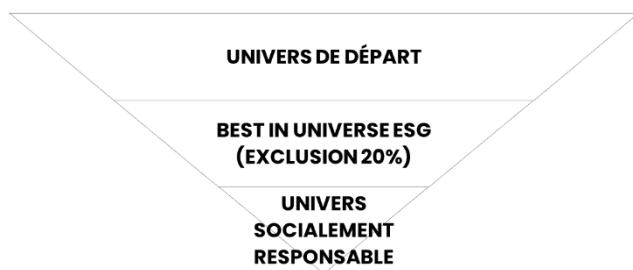 UNIVERS DE DÉPART
BEST IN UNIVERSE ESG
(EXCLUSION 20%)
UNIVERS
SOCIALEMENT
RESPONSABLE